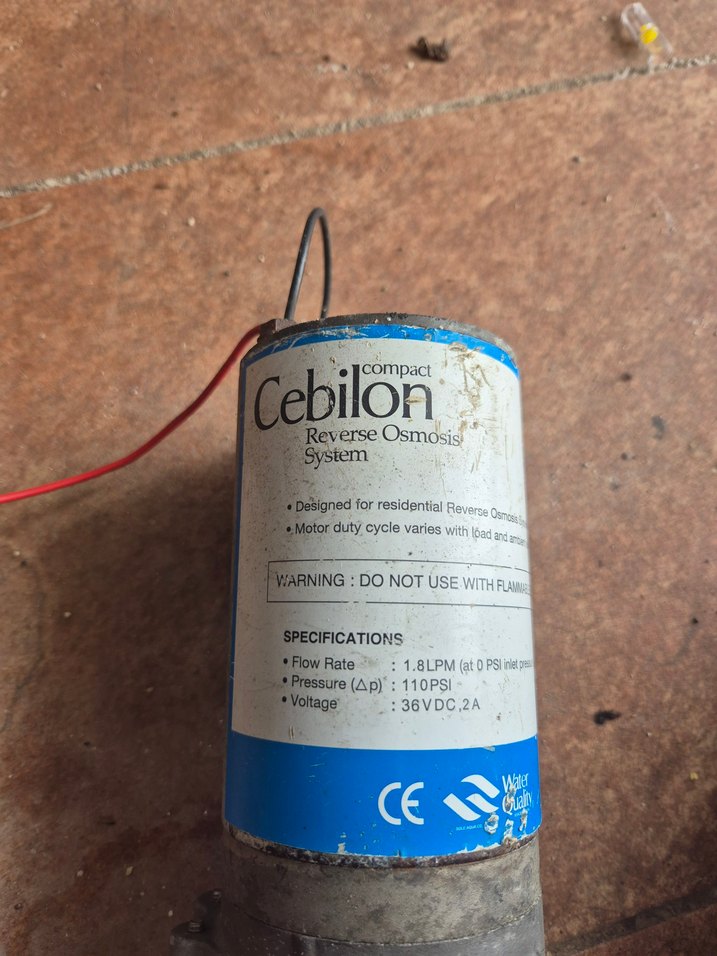 compact
Cebilon
Reverse Osmosis
System
• Designed for residential Reverse Osmosis
• Motor duty cycle varies with load and
WARNING : DO NOT USE WITH
SPECIFICATIONS
• Flow Rate : 1.8LPM (at 0 PSI inlet
• Pressure (△p) : 110PSI
• Voltage : 36VDC,2A
CE
Water
Quality